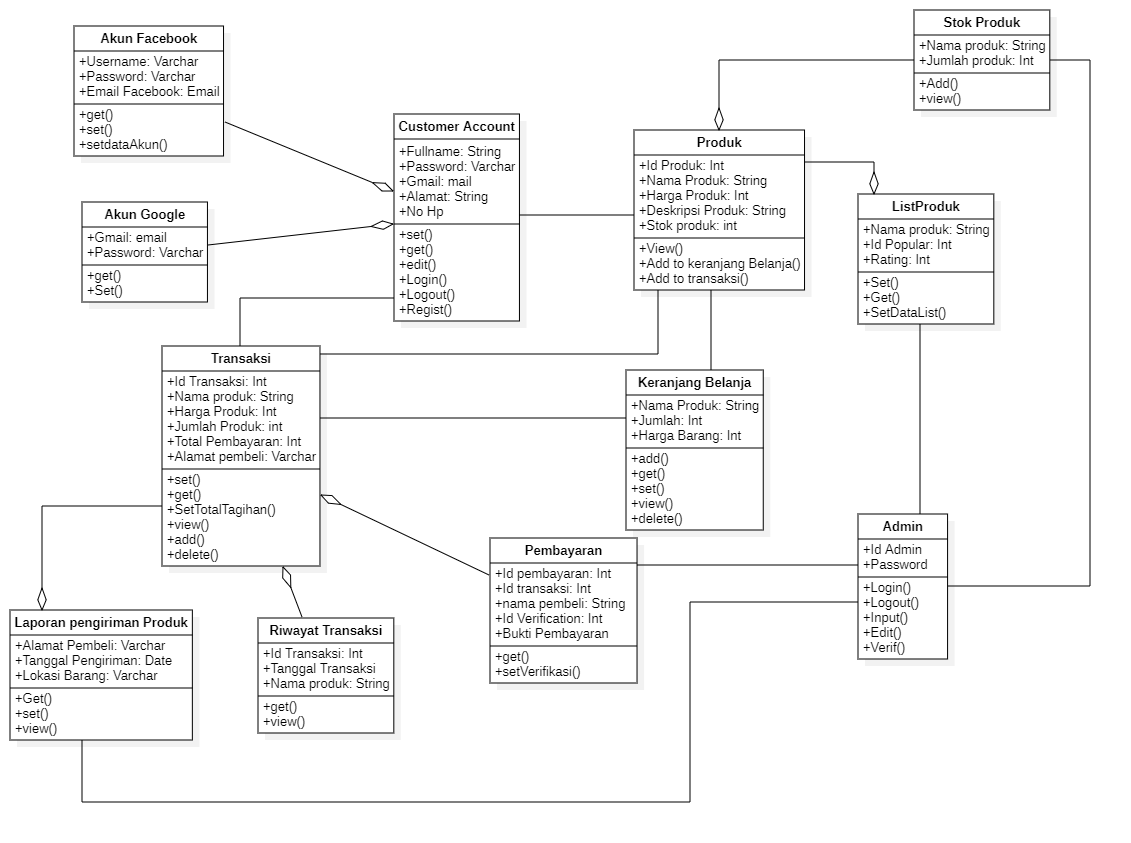 Akun Facebook
+Username: Varchar
+Password: Varchar
+Email Facebook: Email
+get()
+set()
+setdataAkun()
Akun Google
+Gmail: email
+Password: Varchar
+get()
+Set()
Customer Account
+Fullname: String
+Password: Varchar
+Gmail: mail
+Alamat: String
+No Hp
+set()
+get()
+edit()
+Login()
+Logout()
+Regist()
Produk
+Id Produk: Int
+Nama Produk: String
+Harga Produk: Int
+Deskripsi Produk: String
+Stok produk: int
+View()
+Add to keranjang Belanja()
+Add to transaksi()
Stok Produk
+Nama produk: String
+Jumlah produk: Int
+Add()
+view()
ListProduk
+Nama produk: String
+Id Popular: Int
+Rating: Int
+Set()
+Get()
+SetDataList()
Transaksi
+Id Transaksi: Int
+Nama produk: String
+Harga Produk: Int
+Jumlah Produk: int
+Total Pembayaran: Int
+Alamat pembeli: Varchar
+set()
+get()
+SetTotalTagihan()
+view()
+add()
+delete()
Keranjang Belanja
+Nama Produk: String
+Jumlah: Int
+Harga Barang: Int
+add()
+get()
+set()
+view()
+delete()
Pembayaran
+Id pembayaran: Int
+Id transaksi: Int
+nama pembeli: String
+Id Verification: Int
+Bukti Pembayaran
+get()
+setVerifikasi()
Admin
+Id Admin
+Password
+Login()
+Logout()
+Input()
+Edit()
+Verif()
Laporan pengiriman Produk
+Alamat Pembeli: Varchar
+Tanggal Pengiriman: Date
+Lokasi Barang: Varchar
+Get()
+set()
+view()
Riwayat Transaksi
+Id Transaksi: Int
+Tanggal Transaksi
+Nama produk: String
+get()
+view()